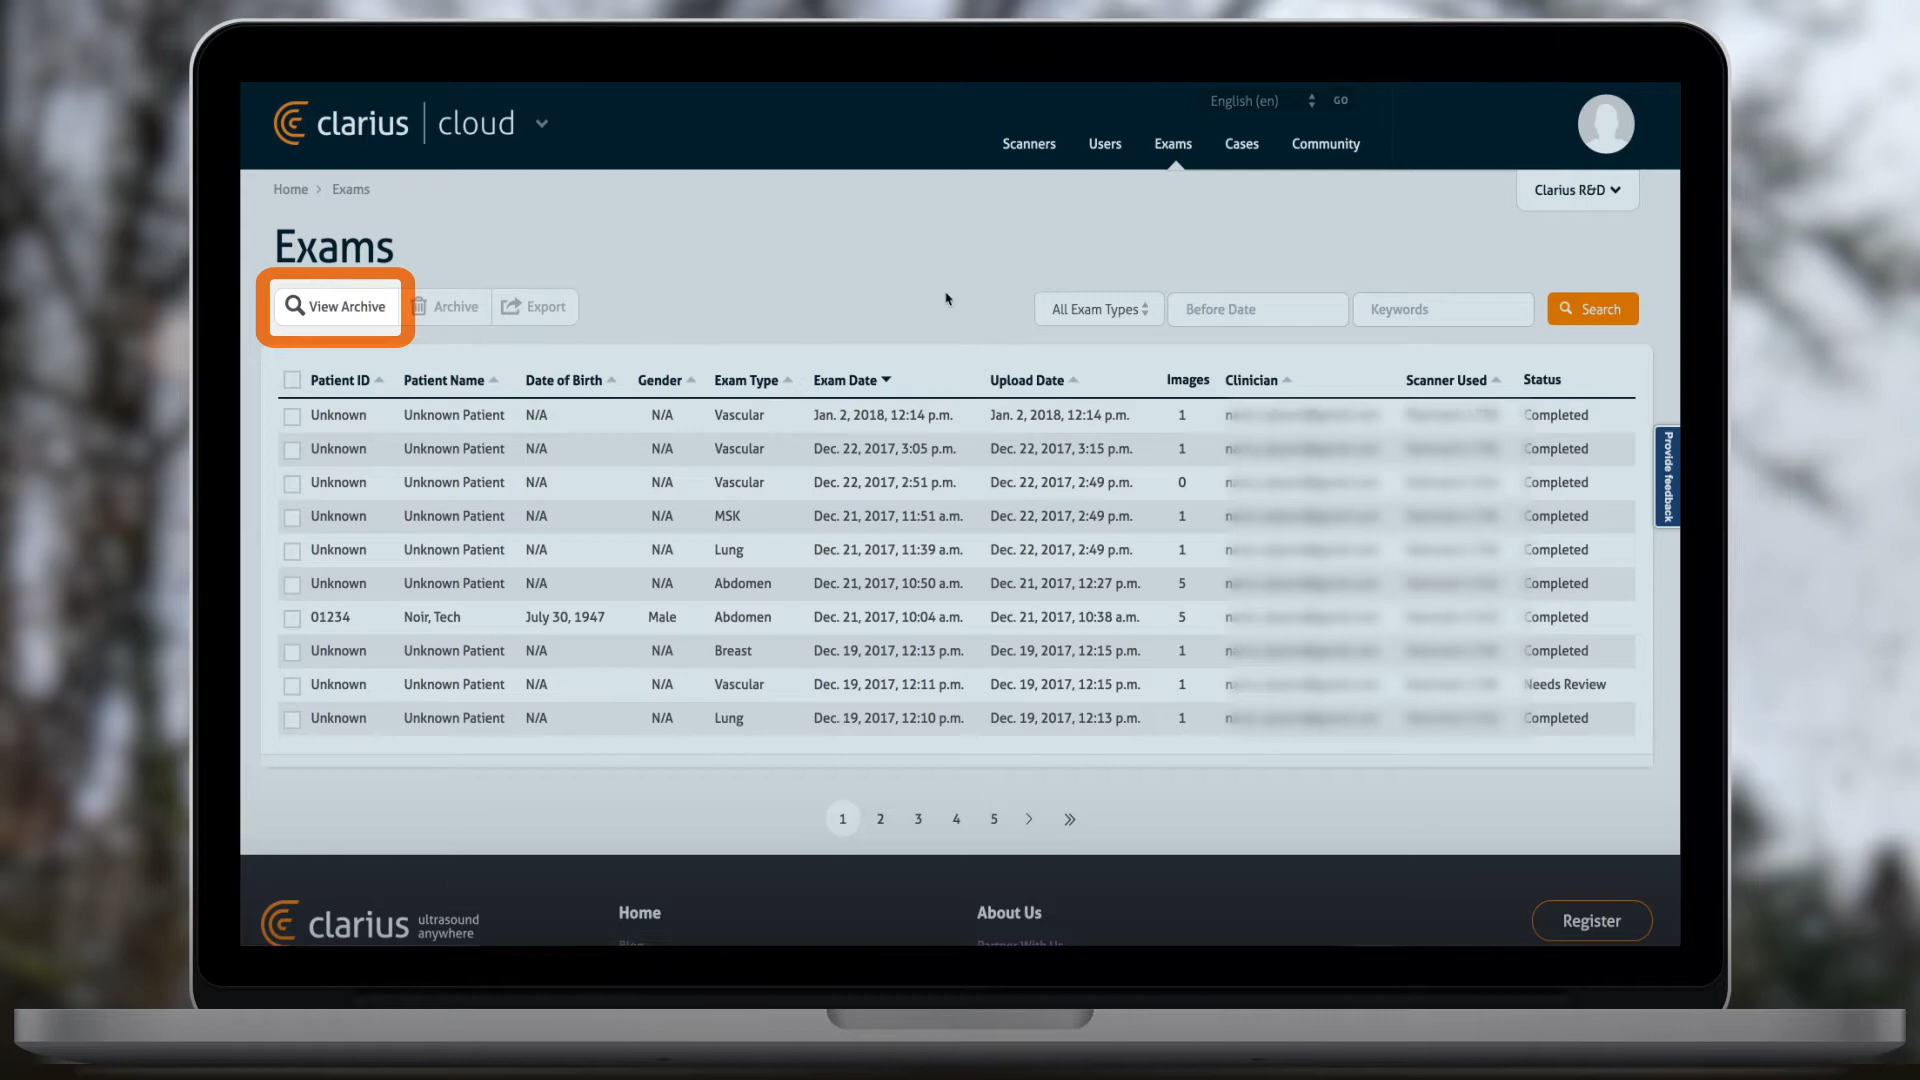 clarius | cloud
English (en) GO
Scanners Users Exams Cases Community
Home > Exams
Clarius R&D
Exams
View Archive Archive Export
All Exam Types Before Date Keywords Search
Patient ID Patient Name Date of Birth Gender Exam Type Exam Date Upload Date Images Clinician Scanner Used Status
Unknown Unknown Patient N/A N/A Vascular Jan. 2, 2018, 12:14 p.m. Jan. 2, 2018, 12:14 p.m. 1 Completed
Unknown Unknown Patient N/A N/A Vascular Dec. 22, 2017, 3:05 p.m. Dec. 22, 2017, 3:15 p.m. 1 Completed
Unknown Unknown Patient N/A N/A Vascular Dec. 22, 2017, 2:51 p.m. Dec. 22, 2017, 2:49 p.m. 0 Completed
Unknown Unknown Patient N/A N/A MSK Dec. 21, 2017, 11:51 a.m. Dec. 22, 2017, 2:49 p.m. 1 Completed
Unknown Unknown Patient N/A N/A Lung Dec. 21, 2017, 11:39 a.m. Dec. 22, 2017, 2:49 p.m. 1 Completed
Unknown Unknown Patient N/A N/A Abdomen Dec. 21, 2017, 10:50 a.m. Dec. 21, 2017, 12:27 p.m. 5 Completed
01234 Noir, Tech July 30, 1947 Male Abdomen Dec. 21, 2017, 10:04 a.m. Dec. 21, 2017, 10:38 a.m. 5 Completed
Unknown Unknown Patient N/A N/A Breast Dec. 19, 2017, 12:13 p.m. Dec. 19, 2017, 12:15 p.m. 1 Completed
Unknown Unknown Patient N/A N/A Vascular Dec. 19, 2017, 12:11 p.m. Dec. 19, 2017, 12:15 p.m. 1 Needs Review
Unknown Unknown Patient N/A N/A Lung Dec. 19, 2017, 12:10 p.m. Dec. 19, 2017, 12:13 p.m. 1 Completed
Provide feedback
1 2 3 4 5 > »
clarius ultrasound anywhere
Home
About Us
Register